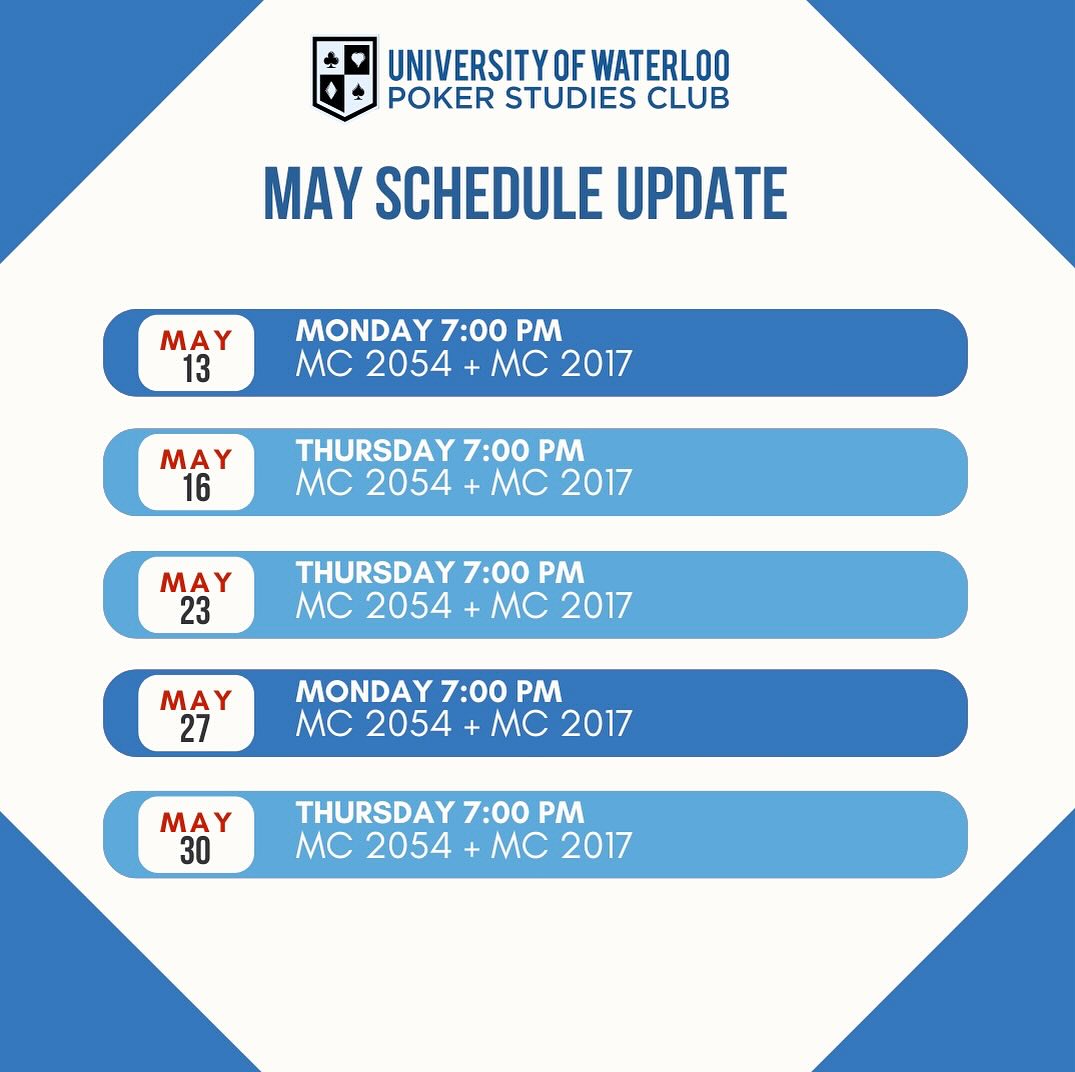 UNIVERSITY OF WATERLOO
POKER STUDIES CLUB
MAY SCHEDULE UPDATE
MAY
13
MONDAY 7:00 PM
MC 2054 + MC 2017
MAY
16
THURSDAY 7:00 PM
MC 2054 + MC 2017
MAY
23
THURSDAY 7:00 PM
MC 2054 + MC 2017
MAY
27
MONDAY 7:00 PM
MC 2054 + MC 2017
MAY
30
THURSDAY 7:00 PM
MC 2054 + MC 2017